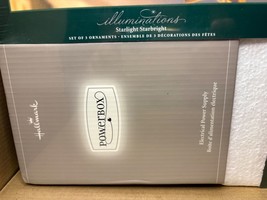 illuminations
Starlight Starbright
SET OF 3 ORNAMENTS • ENSEMBLE DE 3 DÉCORATIONS DES FÊTES
Hallmark
POWERBOX
Electrical Power Supply
Boîte d'alimentation électrique